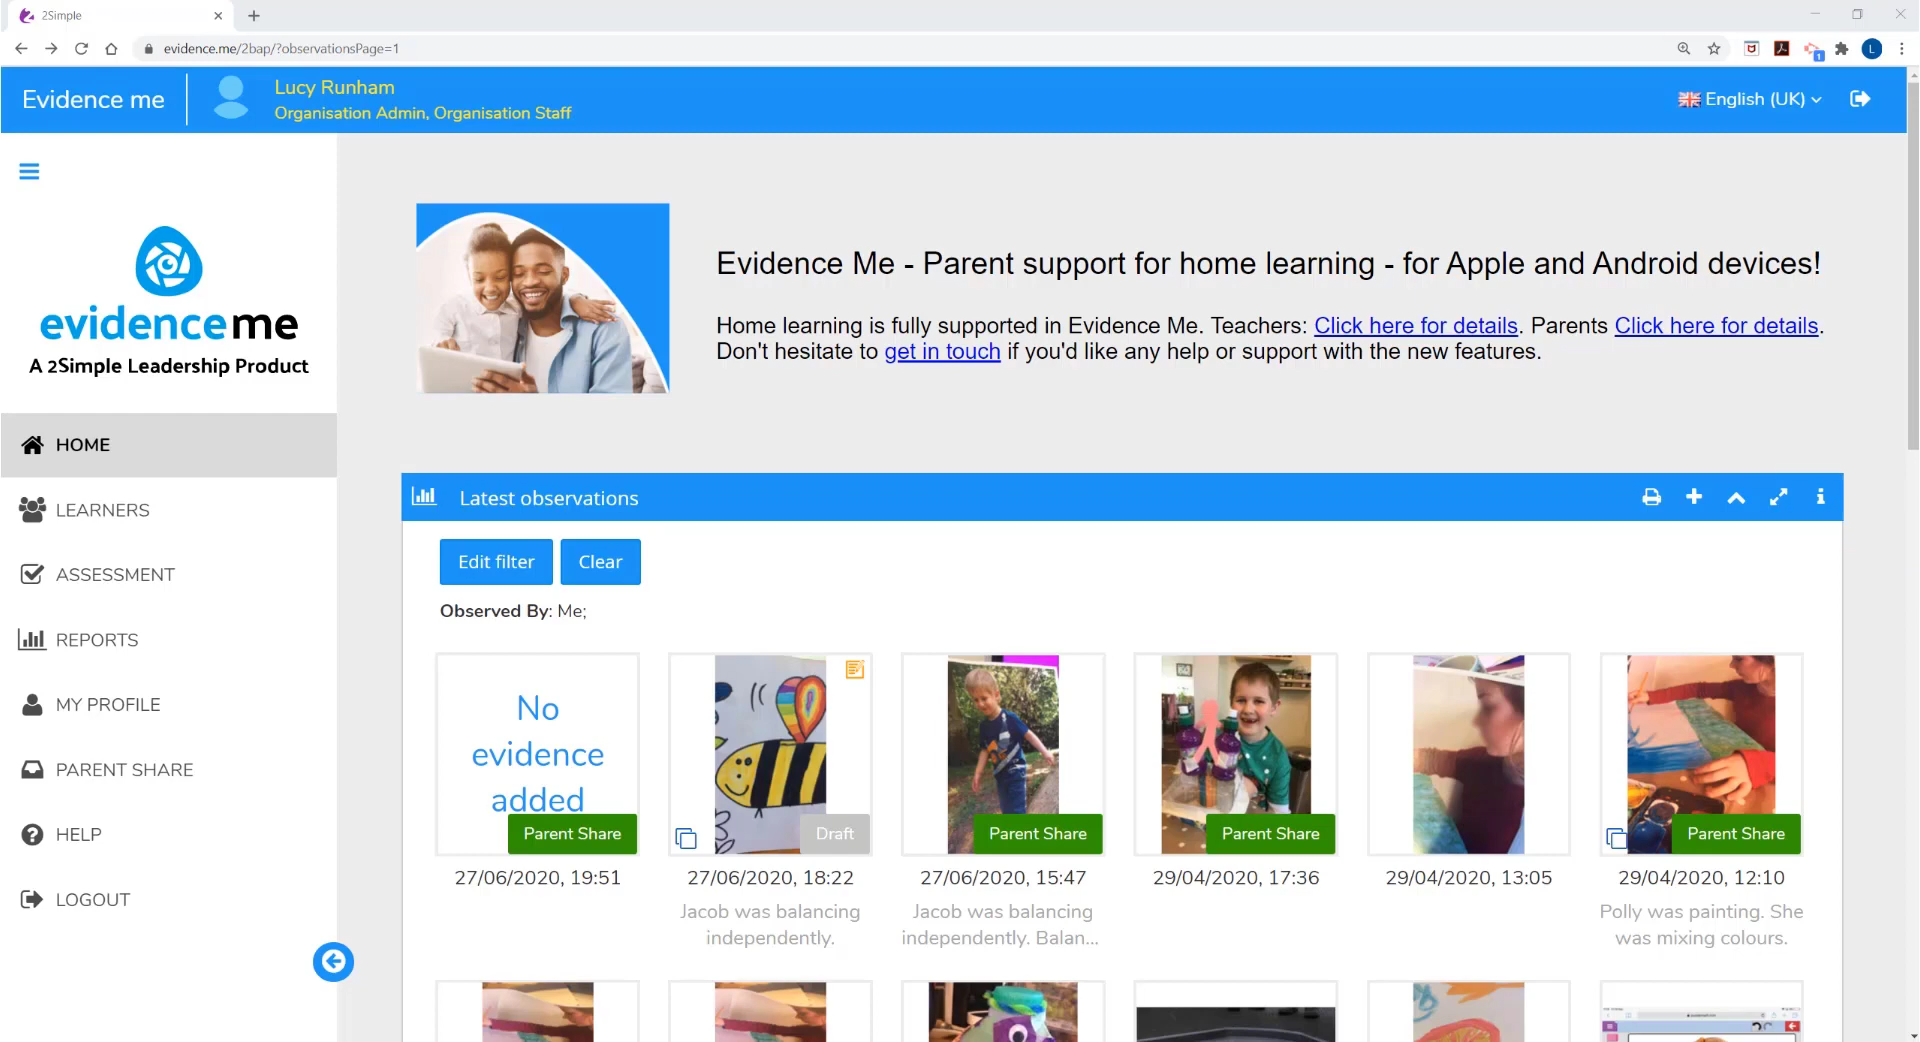 2Simple
evidence.me/2bap/?observationsPage=1
L
Evidence me
Lucy Runham
Organisation Admin, Organisation Staff
English (UK)
evidenceme
A 2Simple Leadership Product
HOME
LEARNERS
ASSESSMENT
REPORTS
MY PROFILE
PARENT SHARE
HELP
LOGOUT
Evidence Me - Parent support for home learning - for Apple and Android devices!
Home learning is fully supported in Evidence Me. Teachers: Click here for details. Parents Click here for details.
Don't hesitate to get in touch if you'd like any help or support with the new features.
Latest observations
Edit filter
Clear
Observed By: Me;
No
evidence
added
Parent Share
27/06/2020, 19:51
Draft
27/06/2020, 18:22
Jacob was balancing
independently.
Parent Share
27/06/2020, 15:47
Jacob was balancing
independently. Balan...
Parent Share
29/04/2020, 17:36
29/04/2020, 13:05
Parent Share
29/04/2020, 12:10
Polly was painting. She
was mixing colours.